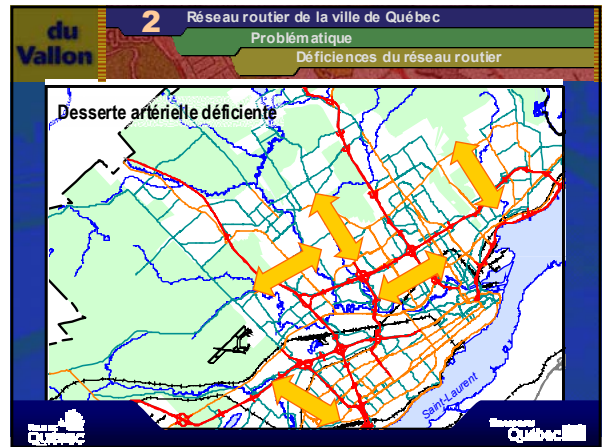 du
Vallon
2
Réseau routier de la ville de Québec
Problématique
Déficiences du réseau routier
Desserte artérielle déficiente
Saint-Laurent
Québec
Québec